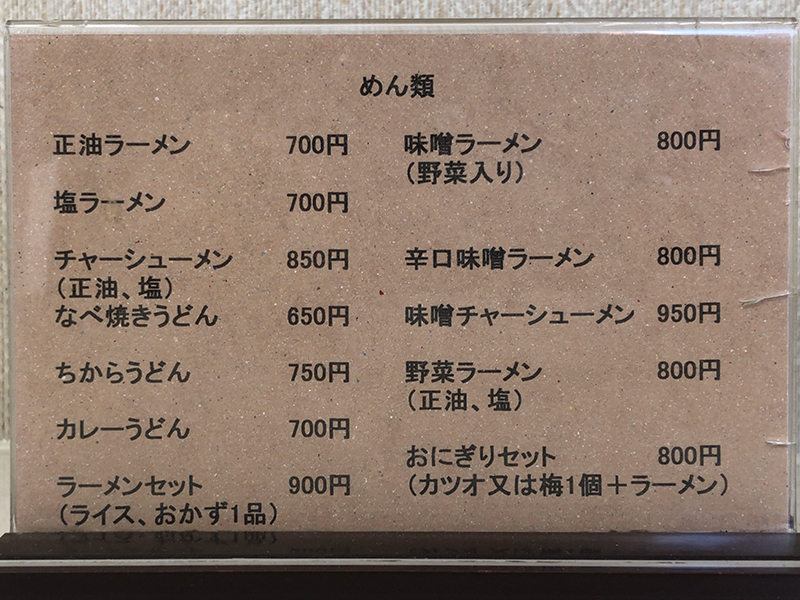 めん類
正油ラーメン 700円
塩ラーメン 700円
チャーシューメン 850円
(正油、塩)
なべ焼きうどん 650円
ちからうどん 750円
カレーうどん 700円
ラーメンセット 900円
(ライス、おかず1品)
味噌ラーメン 800円
(野菜入り)
辛口味噌ラーメン 800円
味噌チャーシューメン 950円
野菜ラーメン 800円
(正油、塩)
おにぎりセット 800円
(カツオ又は梅1個+ラーメン)